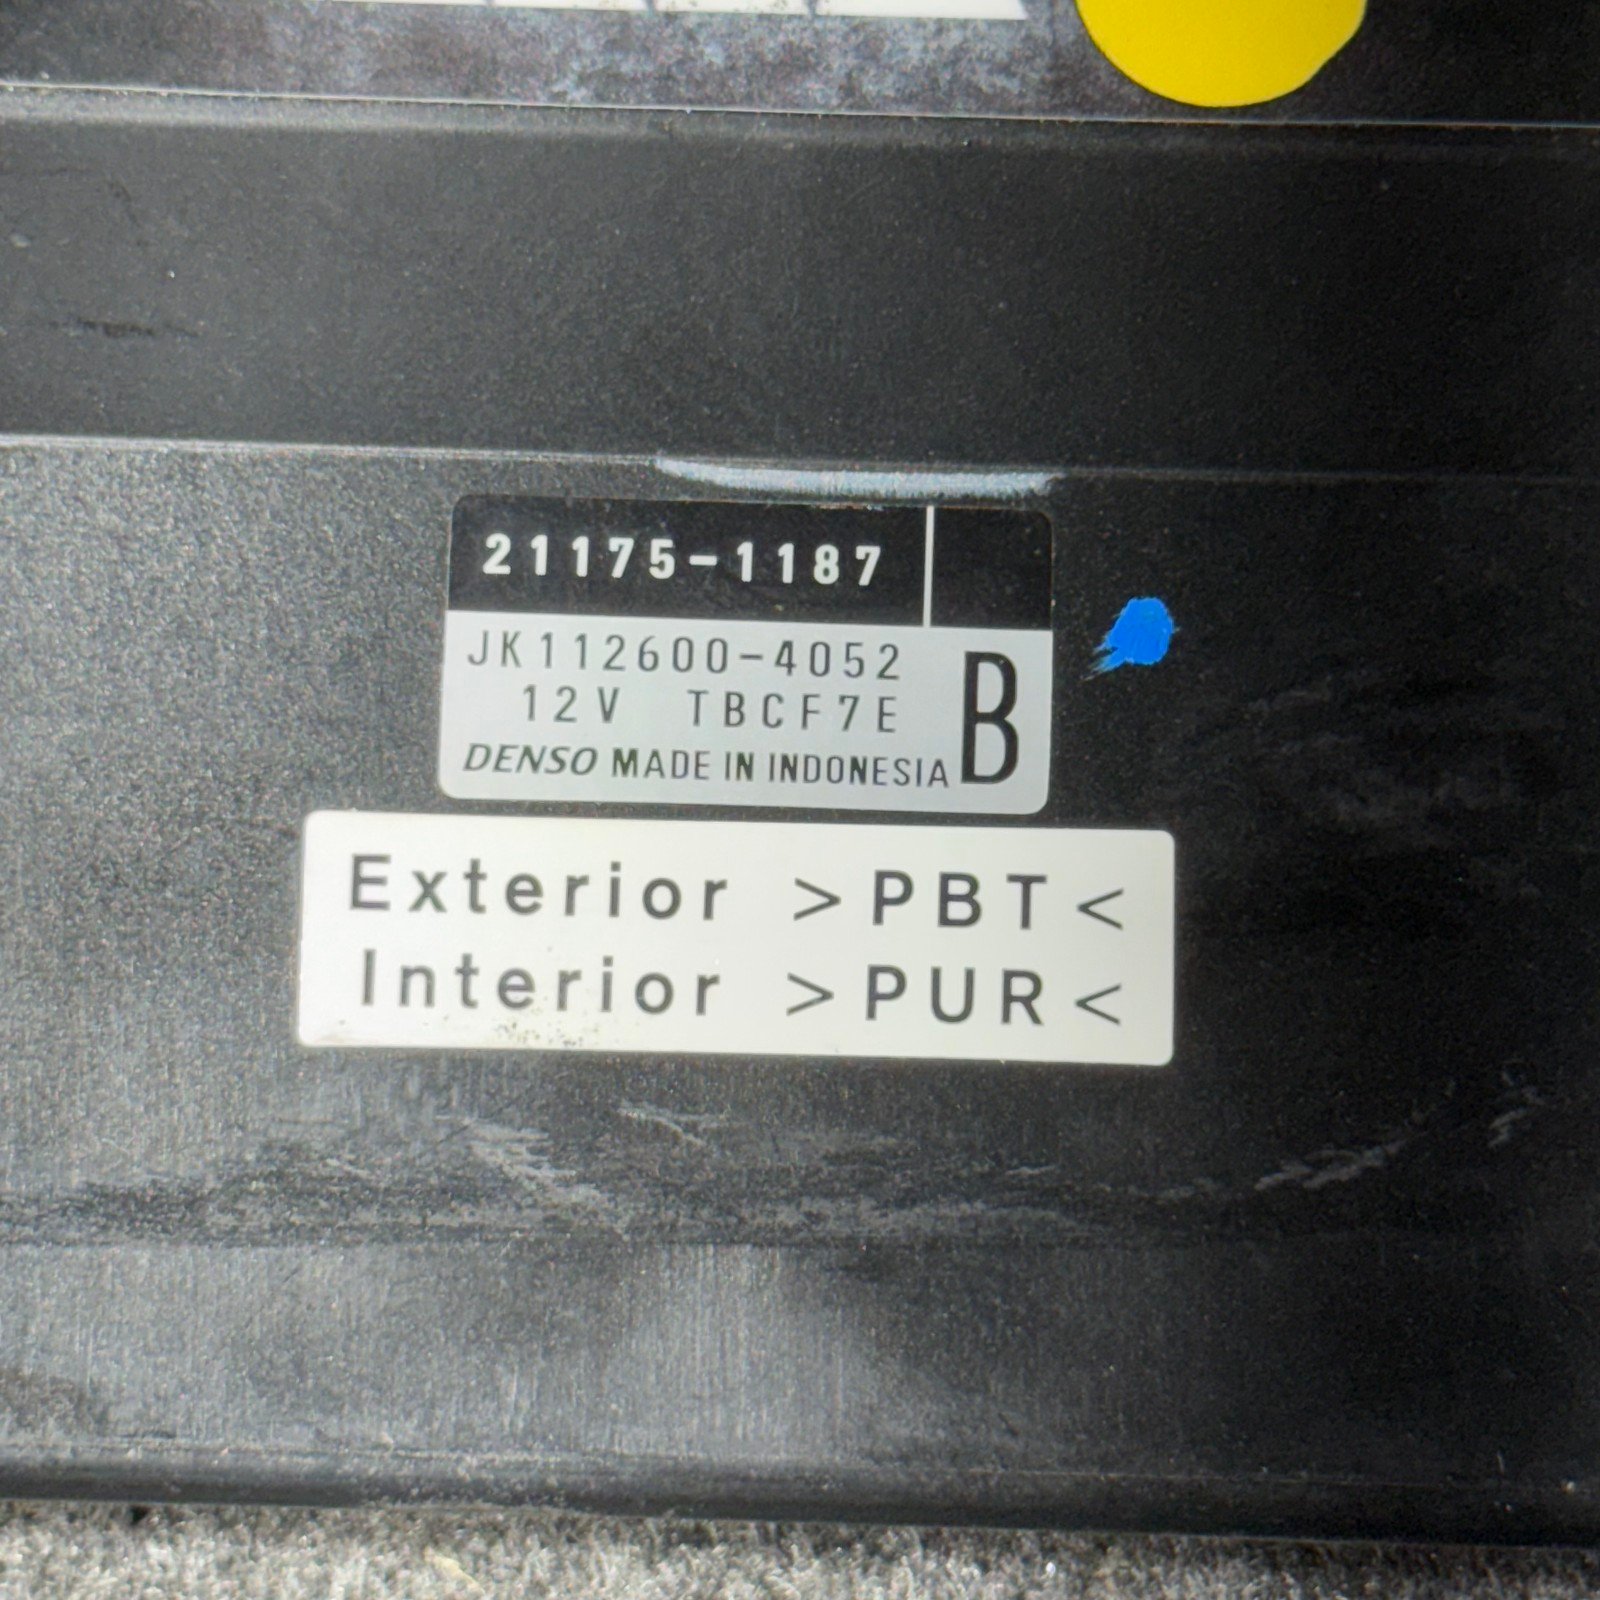 21175-1187
JK112600-4052
12V TBCF7E
B
DENSO MADE IN INDONESIA
Exterior >PBT<
Interior >PUR<